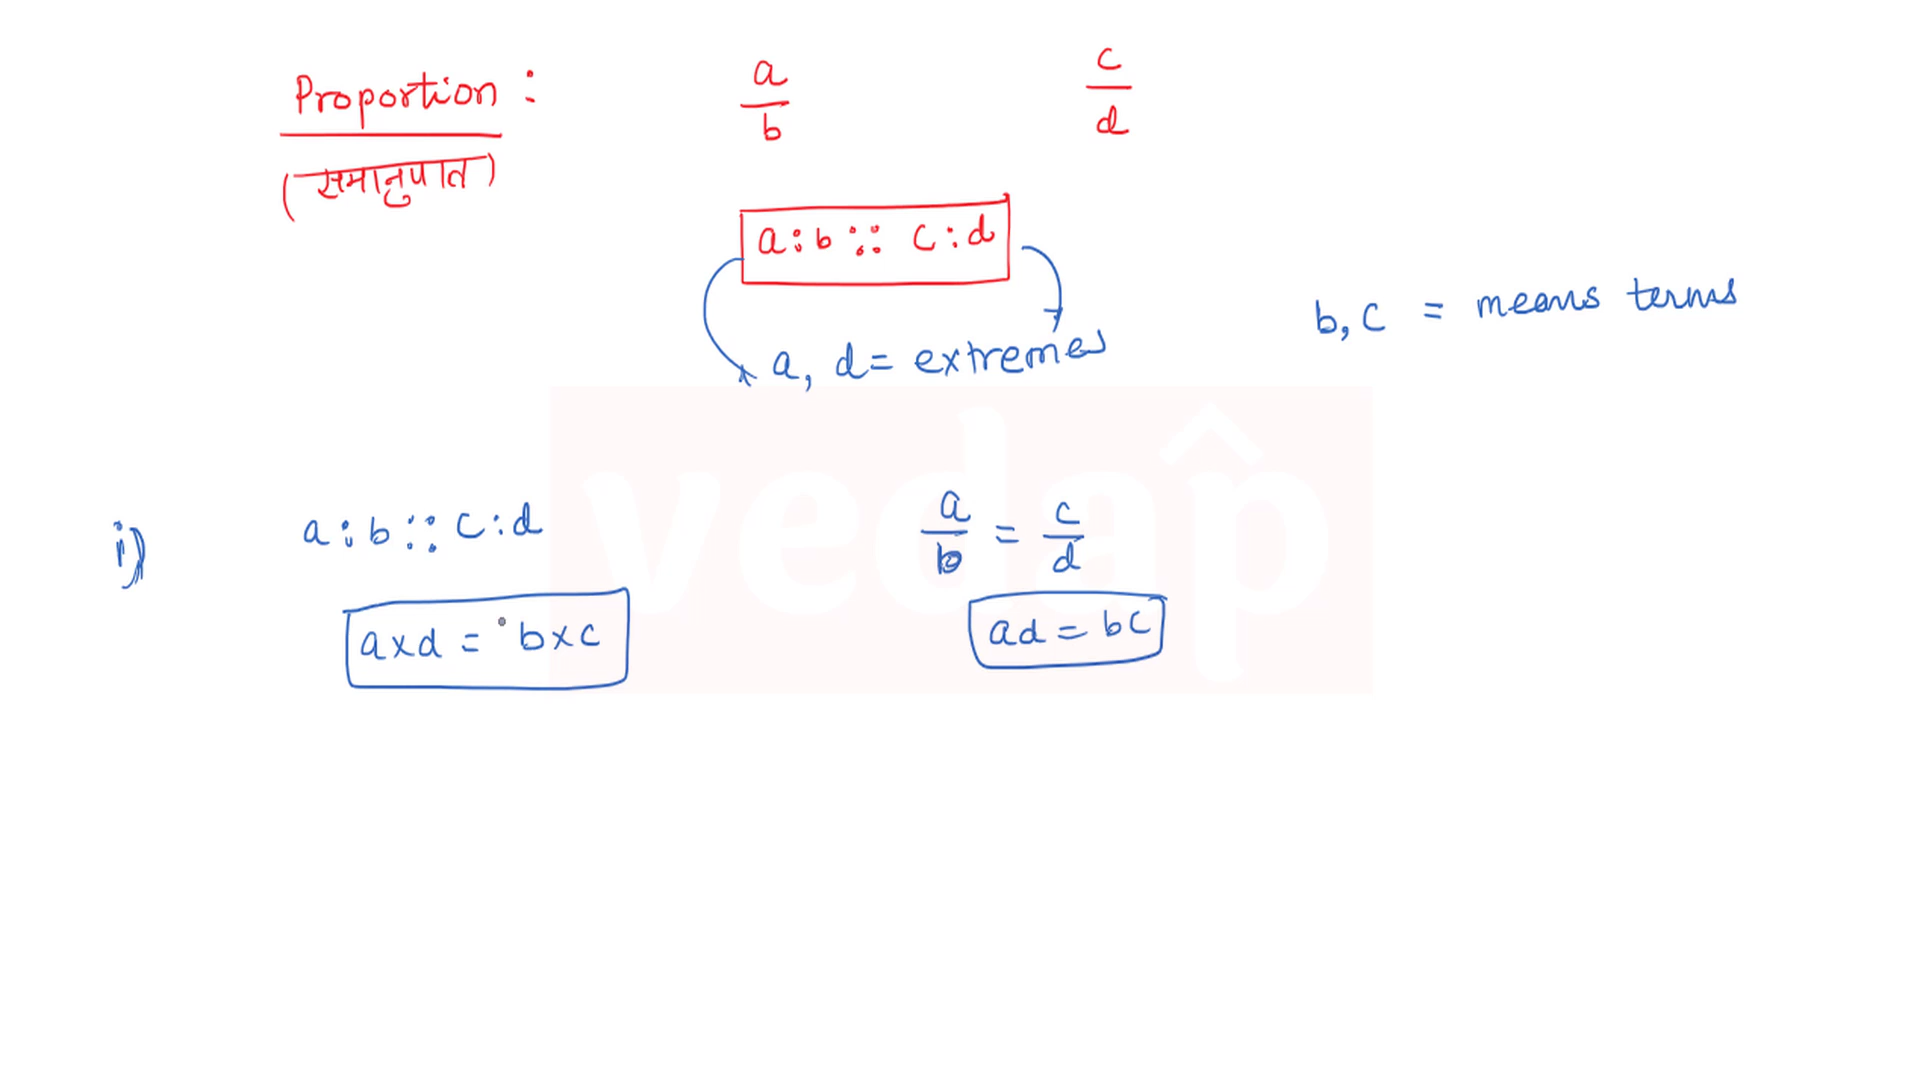 Proportion :
(समानुपात)
a/b c/d
a:b :: c:d
a, d = extremes
b, c = means terms
i) a:b :: c:d
a/b = c/d
a×d = b×c
ad = bc
vedap